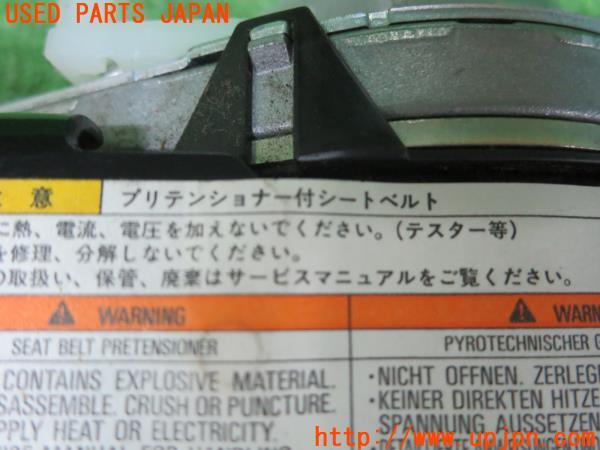 USED PARTS JAPAN
意 プリテンショナー付シートベルト
に熱、電流、電圧を加えないでください。(テスター等)
を修理、分解しないでください。
の取扱い、保管、廃棄はサービスマニュアルをご覧ください。
WARNING
SEAT BELT PRETENSIONER
CONTAINS EXPLOSIVE MATERIAL.
SASSEMBLE. CRUSH OR PUNCTURE.
PPLY HEAT OR ELECTRICITY.
WARN
PYROTECHNISCHER G
・NICHT ÖFFNEN. ZERLEGE
・KEINER DIREKTEN HITZE
SPANNUNG AUSSETZEN
http://www.upjpn.com/